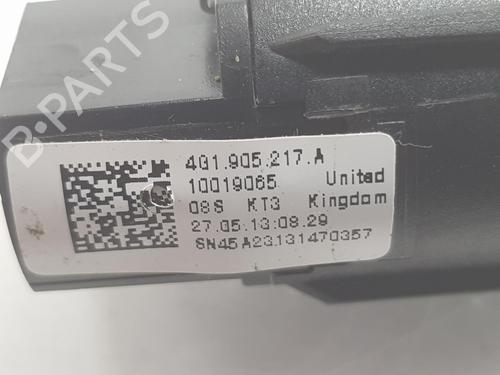 B-PARTS
4G1.905.217.A
10019065 United
08S KT3 Kingdom
27.05.13:08.29
SN45A23131470357